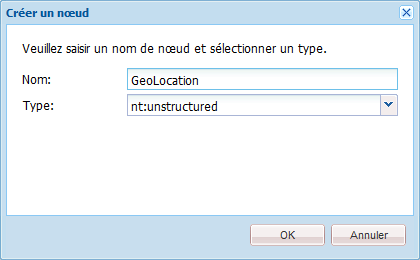 Créer un nœud
Veuillez saisir un nom de nœud et sélectionner un type.
Nom: GeoLocation
Type: nt:unstructured
OK Annuler